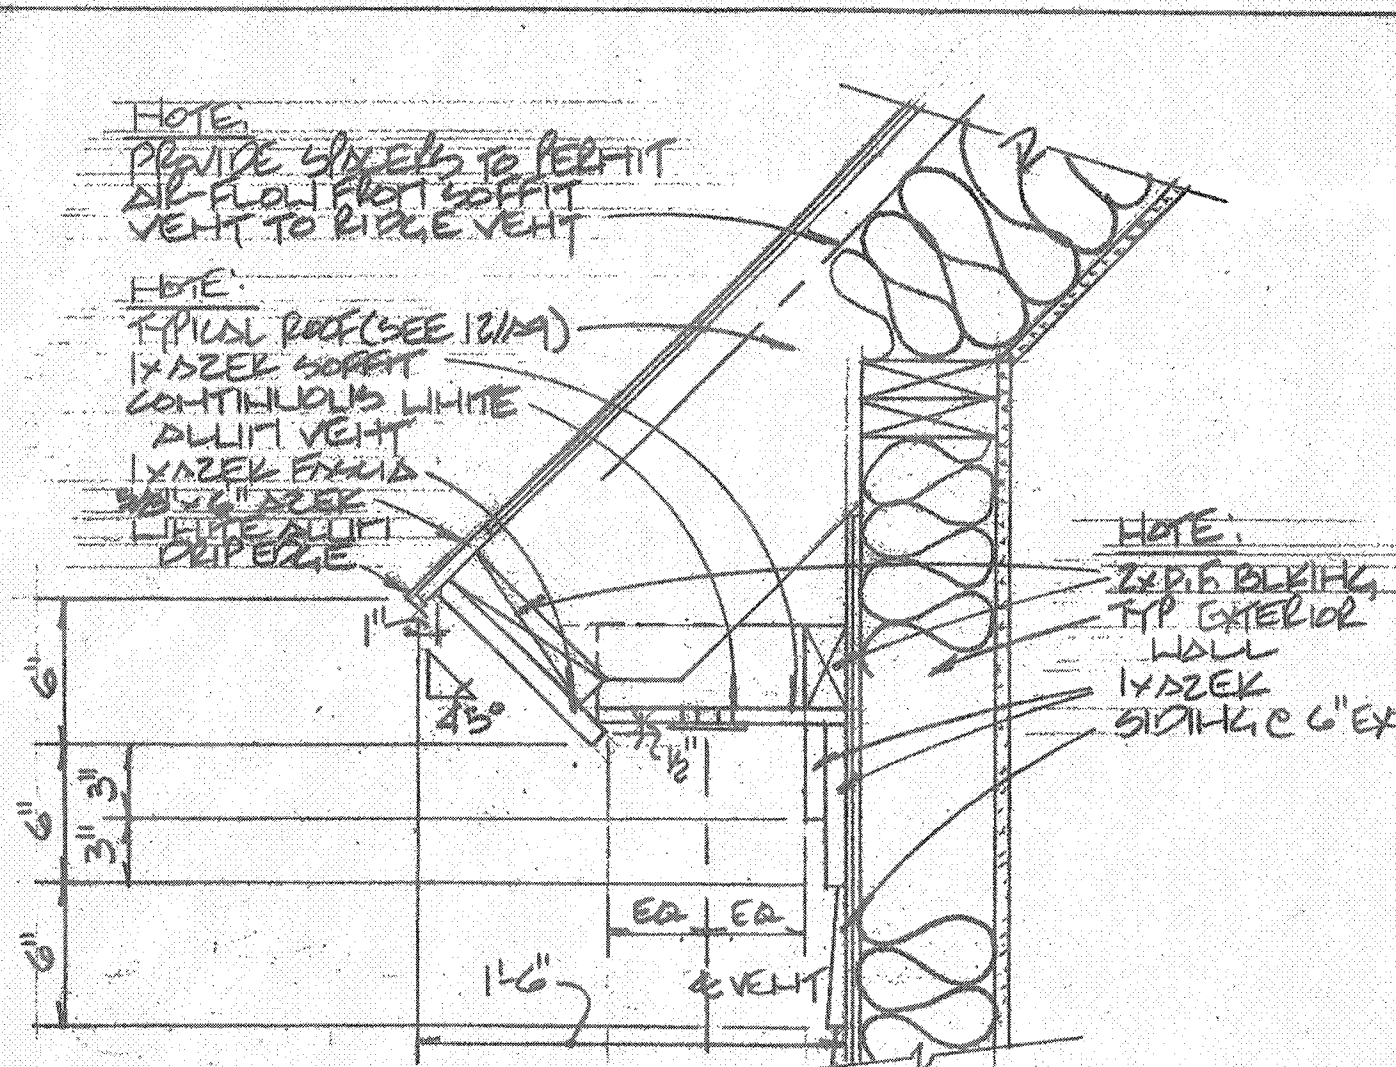 NOTE:
PROVIDE SPACERS TO PERMIT
AIR-FLOW FROM SOFFIT
VENT TO RIDGE VENT
NOTE:
TYPICAL ROOF (SEE 12/A9)
1x AZEK SOFFIT
CONTINUOUS WHITE
ALUM VENT
1x AZEK FASCIA
x 6" AZEK
WHITE ALUM
DRIP EDGE
NOTE:
2x P.F. BLKING
TYP EXTERIOR
WALL
1x AZEK
SIDING @ 6" EX
1"
45°
1/2"
6"
6"
3"
3"
6"
EQ
EQ
1'-6"
VENT